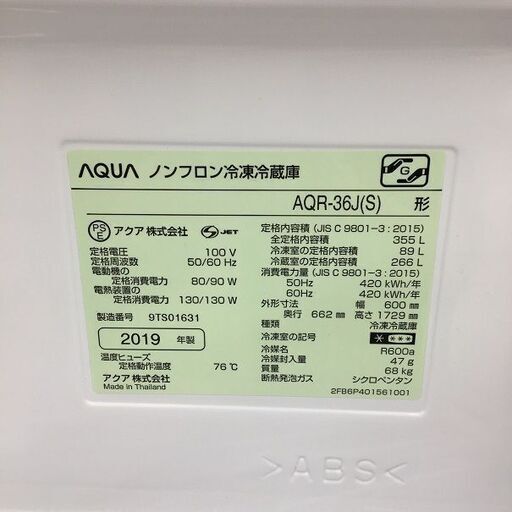 AQUA ノンフロン冷凍冷蔵庫
G
AQR-36J(S) 形
PS E アクア 株式会社 S JET
定格電圧 100 V
定格周波数 50/60 Hz
電動機の
定格消費電力 80/90 W
電熱装置の
定格消費電力 130/130 W
製造番号 9TS01631
2019 年製
温度ヒューズ
定格動作温度 76℃
アクア 株式会社
Made in Thailand
定格内容積 (JIS C 9801-3 : 2015)
全定格内容積 355 L
冷凍室の定格内容積 89 L
冷蔵室の定格内容積 266 L
消費電力量 (JIS C 9801-3 : 2015)
50Hz 420 kWh/年
60Hz 420 kWh/年
外形寸法 幅 600 mm
奥行 662 mm 高さ 1729 mm
種類 冷凍冷蔵庫
冷凍室の記号 * ***
冷媒名 R600a
冷媒封入量 47 g
質量 68 kg
断熱発泡ガス シクロペンタン
2FB6P401561001
>ABS<